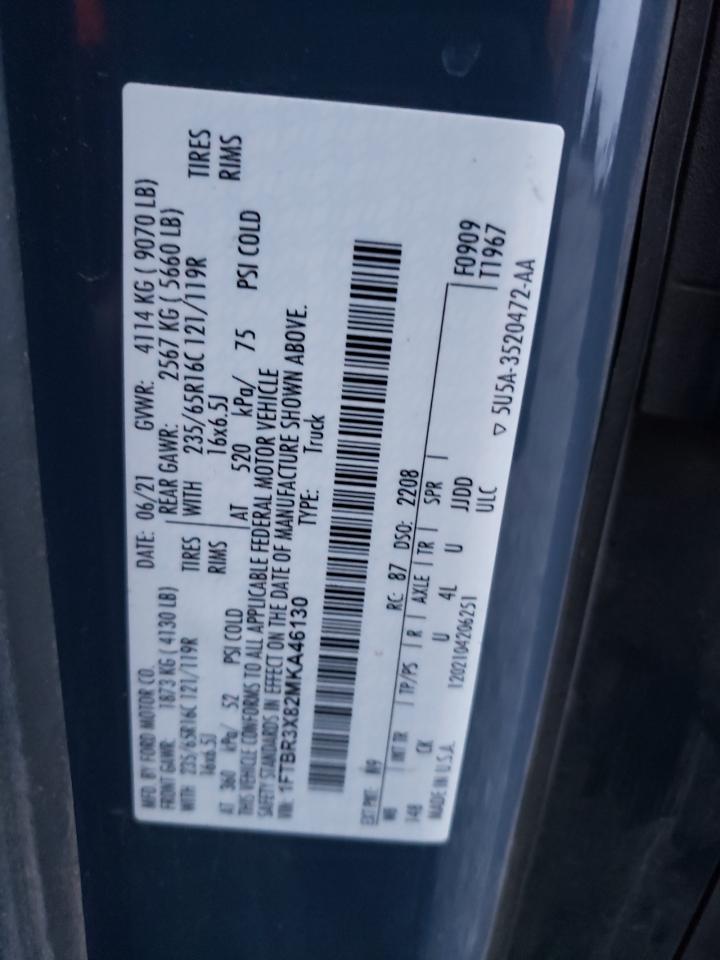 MFD. BY FORD MOTOR CO. DATE: 06/21 GVWR: 4114 KG ( 9070 LB)
FRONT GAWR: 1873 KG ( 4130 LB) REAR GAWR: 2567 KG ( 5660 LB)
WITH 235/65R16C 121/119R TIRES WITH 235/65R16C 121/119R TIRES
16x6.5J RIMS 16x6.5J RIMS
AT 360 kPa/ 52 PSI COLD AT 520 kPa/ 75 PSI COLD
THIS VEHICLE CONFORMS TO ALL APPLICABLE FEDERAL MOTOR VEHICLE
SAFETY STANDARDS IN EFFECT ON THE DATE OF MANUFACTURE SHOWN ABOVE.
VIN: 1FTBR3X82MKA46130 TYPE: Truck
EXT PNT: RC: 87 DSO: 2208 F0909
WB INT TR TP/PS R AXLE TR SPR T1967
148 CK U 4L U JJDD
MADE IN U.S.A. 12021042062S1 ULC
▽ 5U5A-3520472-AA